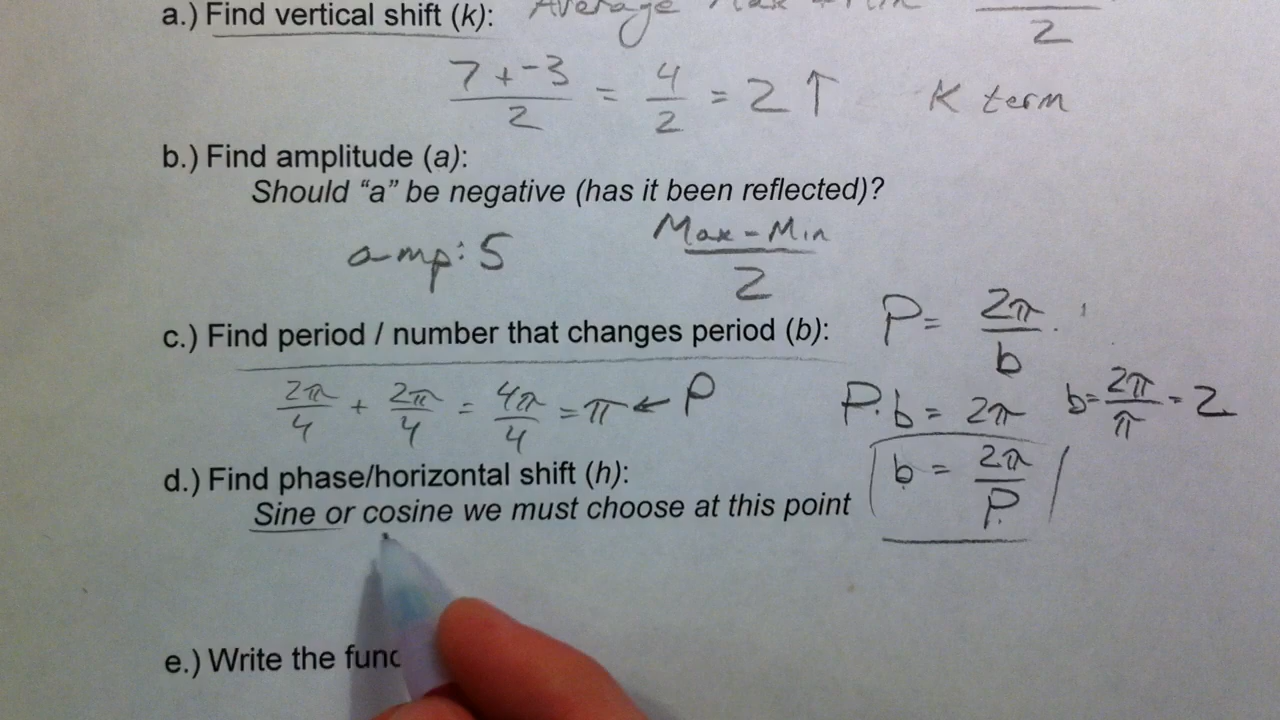 a.) Find vertical shift (k): Average Max + Min
2
7 + -3 / 2 = 4 / 2 = 2 ↑ K term
b.) Find amplitude (a):
Should “a” be negative (has it been reflected)?
amp: 5 Max - Min / 2
c.) Find period / number that changes period (b): P = 2π / b
2π / 4 + 2π / 4 = 4π / 4 = π ← P P · b = 2π b = 2π / π = 2
d.) Find phase/horizontal shift (h): b = 2π / P
Sine or cosine we must choose at this point
e.) Write the func